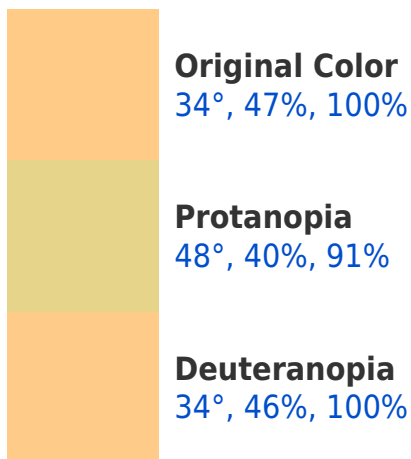 Original Color
34°, 47%, 100%
Protanopia
48°, 40%, 91%
Deuteranopia
34°, 46%, 100%